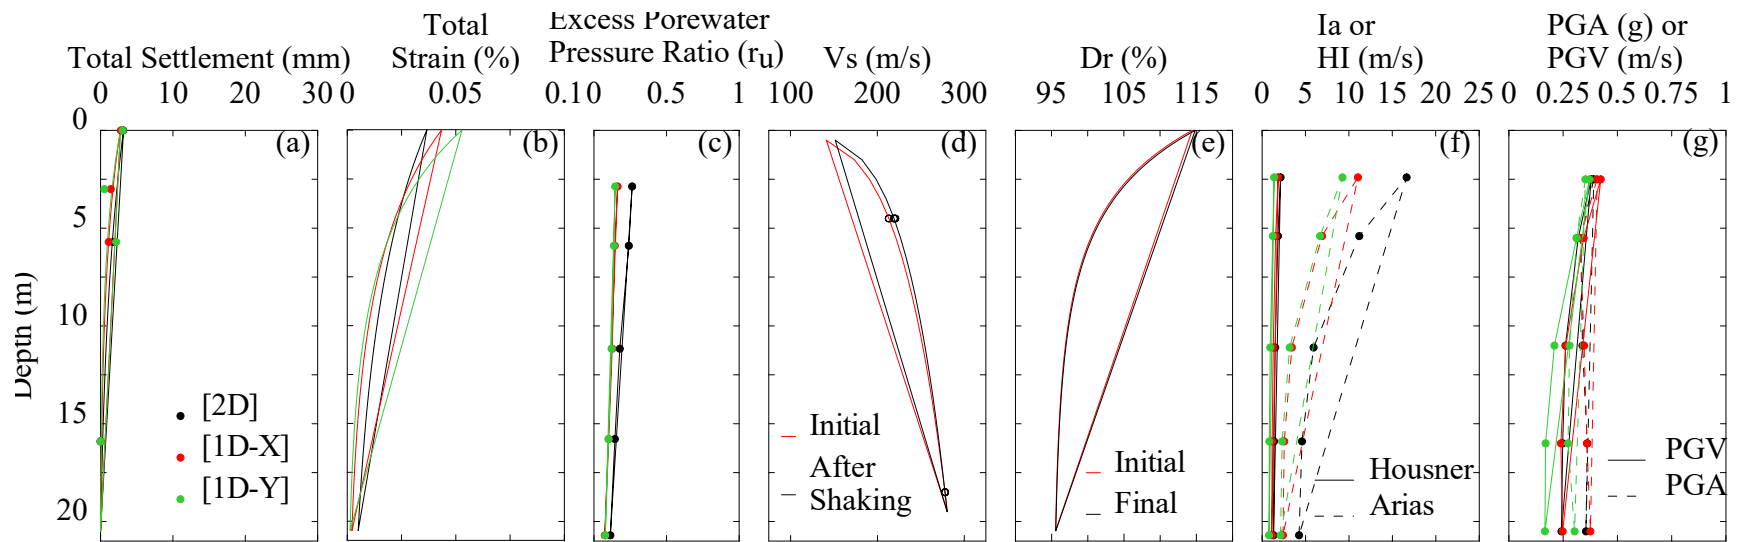 Total Settlement (mm)
Total
Strain (%)
Excess Porewater
Pressure Ratio (ru)
Vs (m/s)
Dr (%)
Ia or
HI (m/s)
PGA (g) or
PGV (m/s)
0 10 20 30
0 0.05 0.1
0 0.5 1
100 200 300
95 105 115
0 5 10 15 20 25
0 0.25 0.5 0.75 1
0
5
10
15
20
Depth (m)
(a)
(b)
(c)
(d)
(e)
(f)
(g)
[2D]
[1D-X]
[1D-Y]
Initial
After
Shaking
Initial
Final
Housner
Arias
PGV
PGA